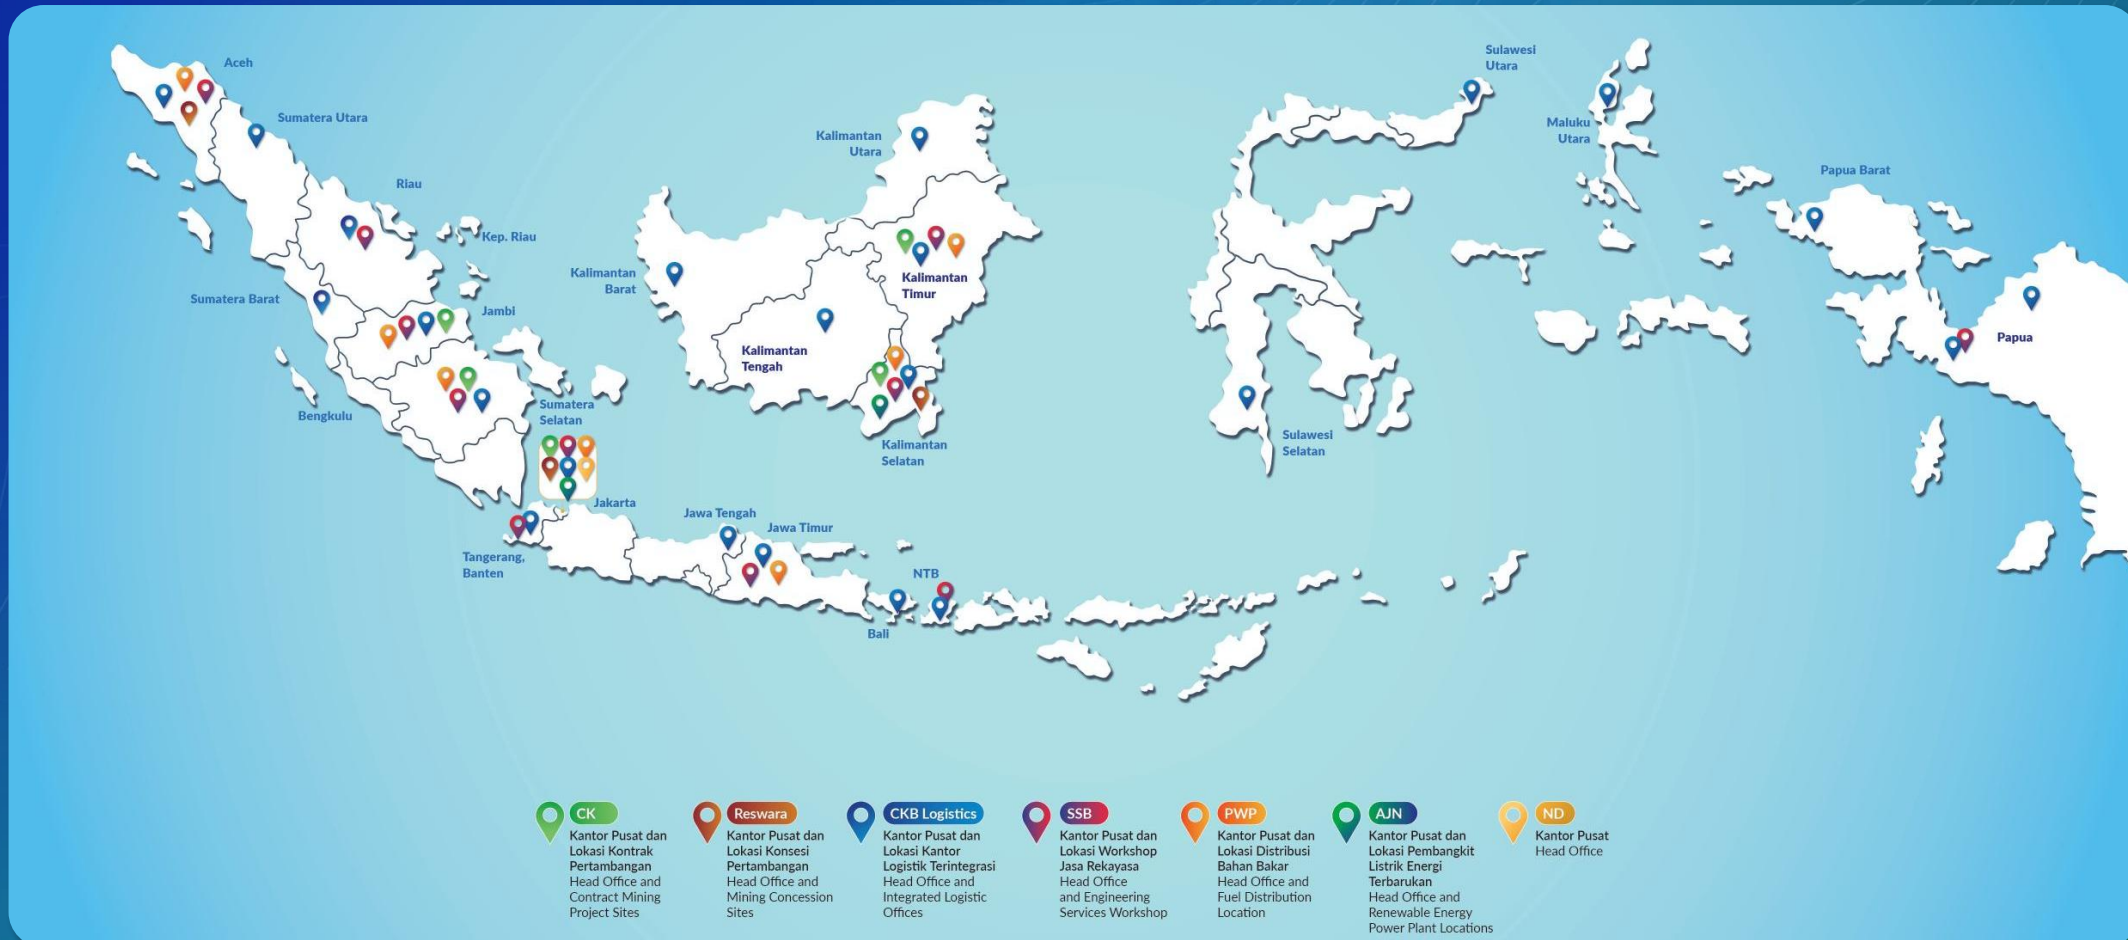 Aceh
Sumatera Utara
Riau
Kep. Riau
Sumatera Barat
Jambi
Bengkulu
Sumatera
Selatan
Jakarta
Tangerang,
Banten
Jawa Tengah
Jawa Timur
Bali
NTB
Kalimantan
Utara
Kalimantan
Barat
Kalimantan
Timur
Kalimantan
Tengah
Kalimantan
Selatan
Sulawesi
Utara
Sulawesi
Selatan
Maluku
Utara
Papua Barat
Papua
CK
Kantor Pusat dan
Lokasi Kontrak
Pertambangan
Head Office and
Contract Mining
Project Sites
Reswara
Kantor Pusat dan
Lokasi Konsesi
Pertambangan
Head Office and
Mining Concession
Sites
CKB Logistics
Kantor Pusat dan
Lokasi Kantor
Logistik Terintegrasi
Head Office and
Integrated Logistic
Offices
SSB
Kantor Pusat dan
Lokasi Workshop
Jasa Rekayasa
Head Office
and Engineering
Services Workshop
PWP
Kantor Pusat dan
Lokasi Distribusi
Bahan Bakar
Head Office and
Fuel Distribution
Location
AJN
Kantor Pusat dan
Lokasi Pembangkit
Listrik Energi
Terbarukan
Head Office and
Renewable Energy
Power Plant Locations
ND
Kantor Pusat
Head Office